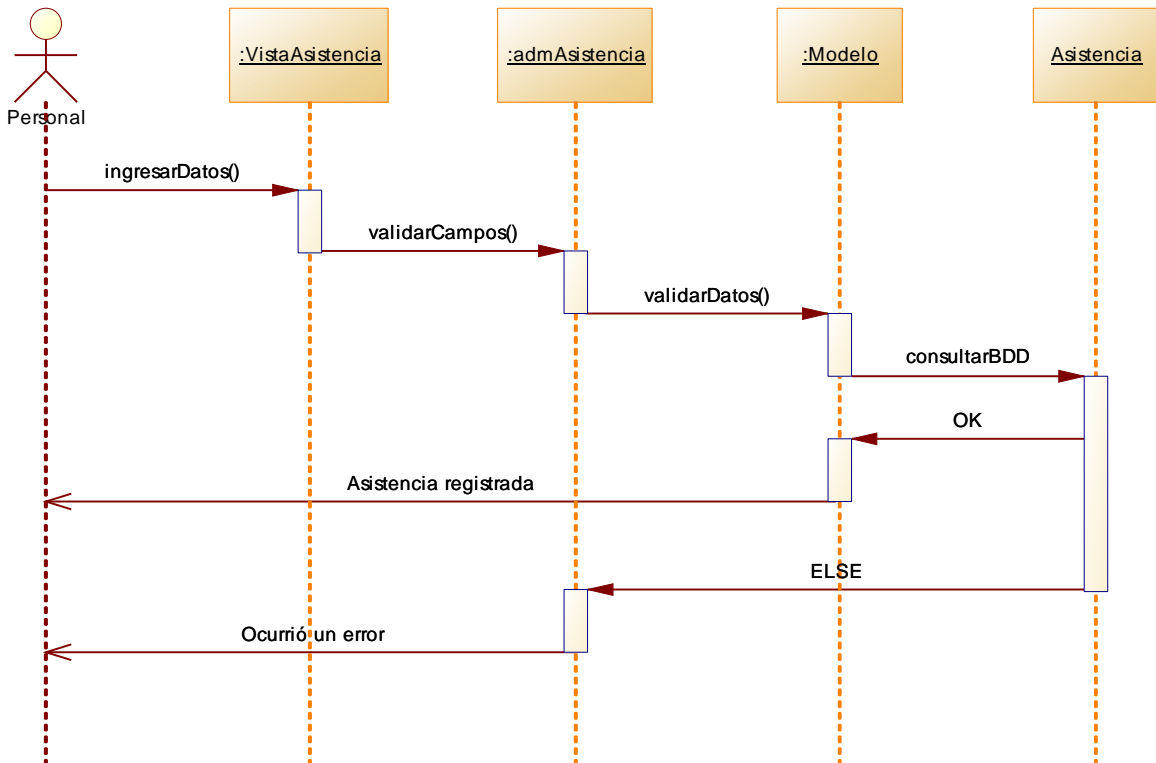 :VistaAsistencia
:admAsistencia
:Modelo
Asistencia
Personal
ingresarDatos()
validarCampos()
validarDatos()
consultarBDD
OK
Asistencia registrada
ELSE
Ocurrió un error